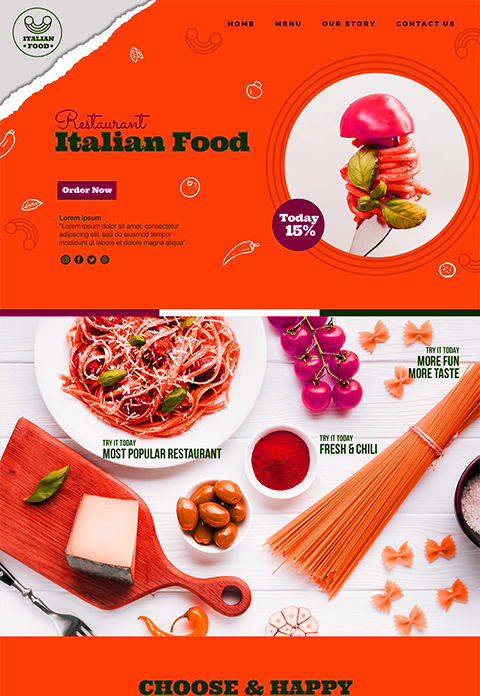 ITALIAN
FOOD
HOME
MENU
OUR STORY
CONTACT US
Restaurant
Italian Food
Order Now
Lorem Ipsum
"Lorem ipsum dolor sit amet, consectetur
adipiscing elit, sed do eiusmod tempor
incididunt ut labore et dolore magna aliqua"
Today
15%
TRY IT TODAY
MORE FUN
MORE TASTE
TRY IT TODAY
MOST POPULAR RESTAURANT
TRY IT TODAY
FRESH & CHILI
CHOOSE & HAPPY